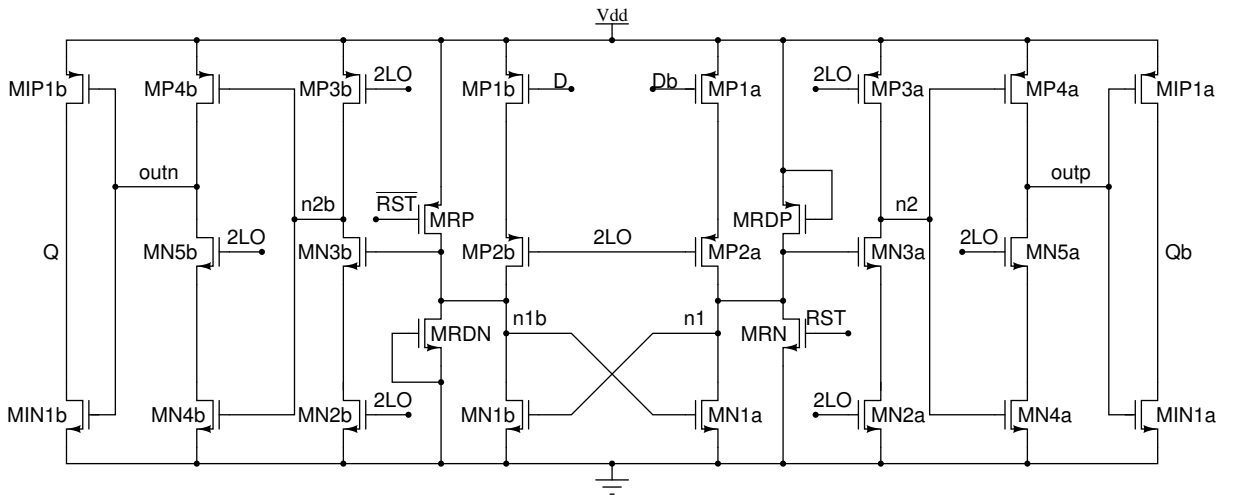 Vdd
MIP1b
MP4b
MP3b
2LO
MP1b
D
Db
MP1a
2LO
MP3a
MP4a
MIP1a
outn
n2b
RST
MRP
MRDP
n2
outp
Q
MN5b
2LO
MN3b
MP2b
2LO
MP2a
MN3a
2LO
MN5a
Qb
MRDN
n1b
n1
MRN
RST
MIN1b
MN4b
MN2b
2LO
MN1b
MN1a
2LO
MN2a
MN4a
MIN1a